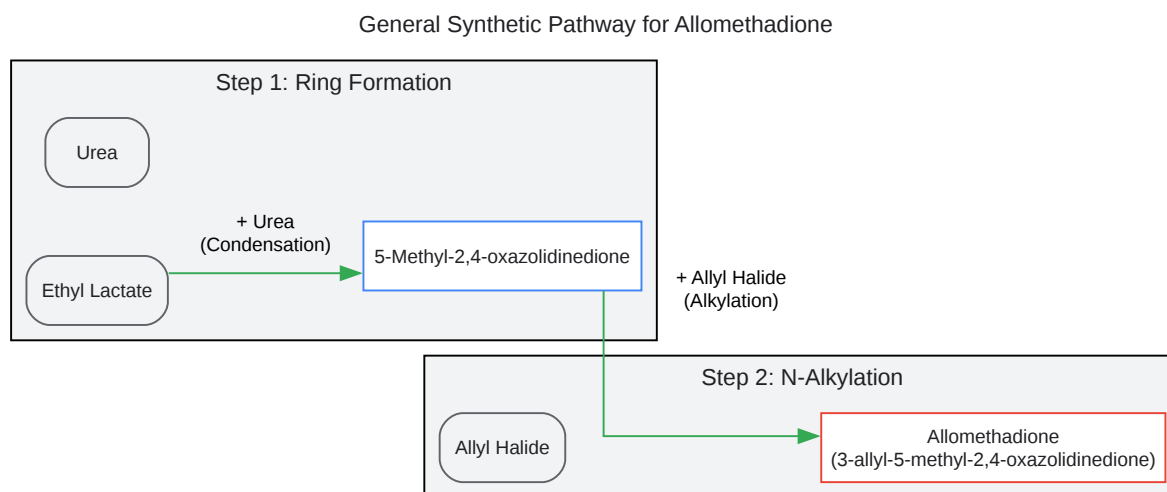 General Synthetic Pathway for Allomethadione
Step 1: Ring Formation
Urea
+ Urea
(Condensation)
5-Methyl-2,4-oxazolidinedione
Ethyl Lactate
+ Allyl Halide
(Alkylation)
Step 2: N-Alkylation
Allyl Halide
Allomethadione
(3-allyl-5-methyl-2,4-oxazolidinedione)